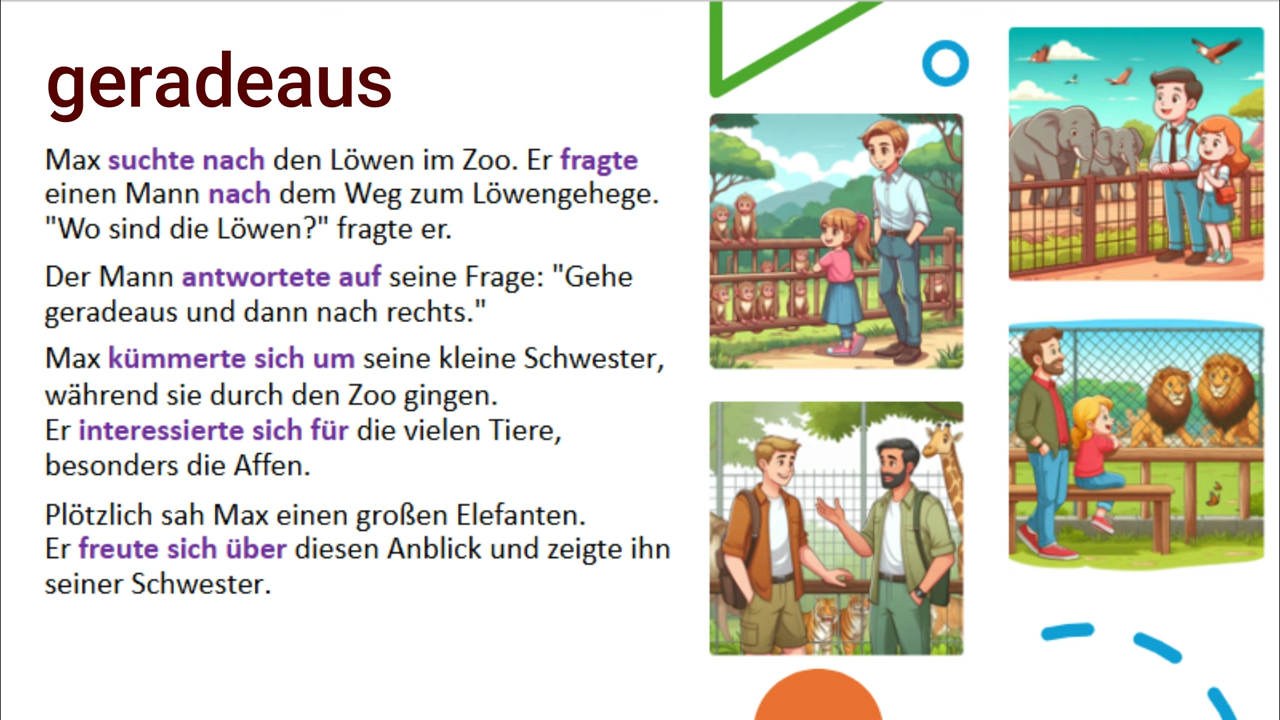 geradeaus
Max suchte nach den Löwen im Zoo. Er fragte
einen Mann nach dem Weg zum Löwengehege.
"Wo sind die Löwen?" fragte er.
Der Mann antwortete auf seine Frage: "Gehe
geradeaus und dann nach rechts."
Max kümmerte sich um seine kleine Schwester,
während sie durch den Zoo gingen.
Er interessierte sich für die vielen Tiere,
besonders die Affen.
Plötzlich sah Max einen großen Elefanten.
Er freute sich über diesen Anblick und zeigte ihn
seiner Schwester.